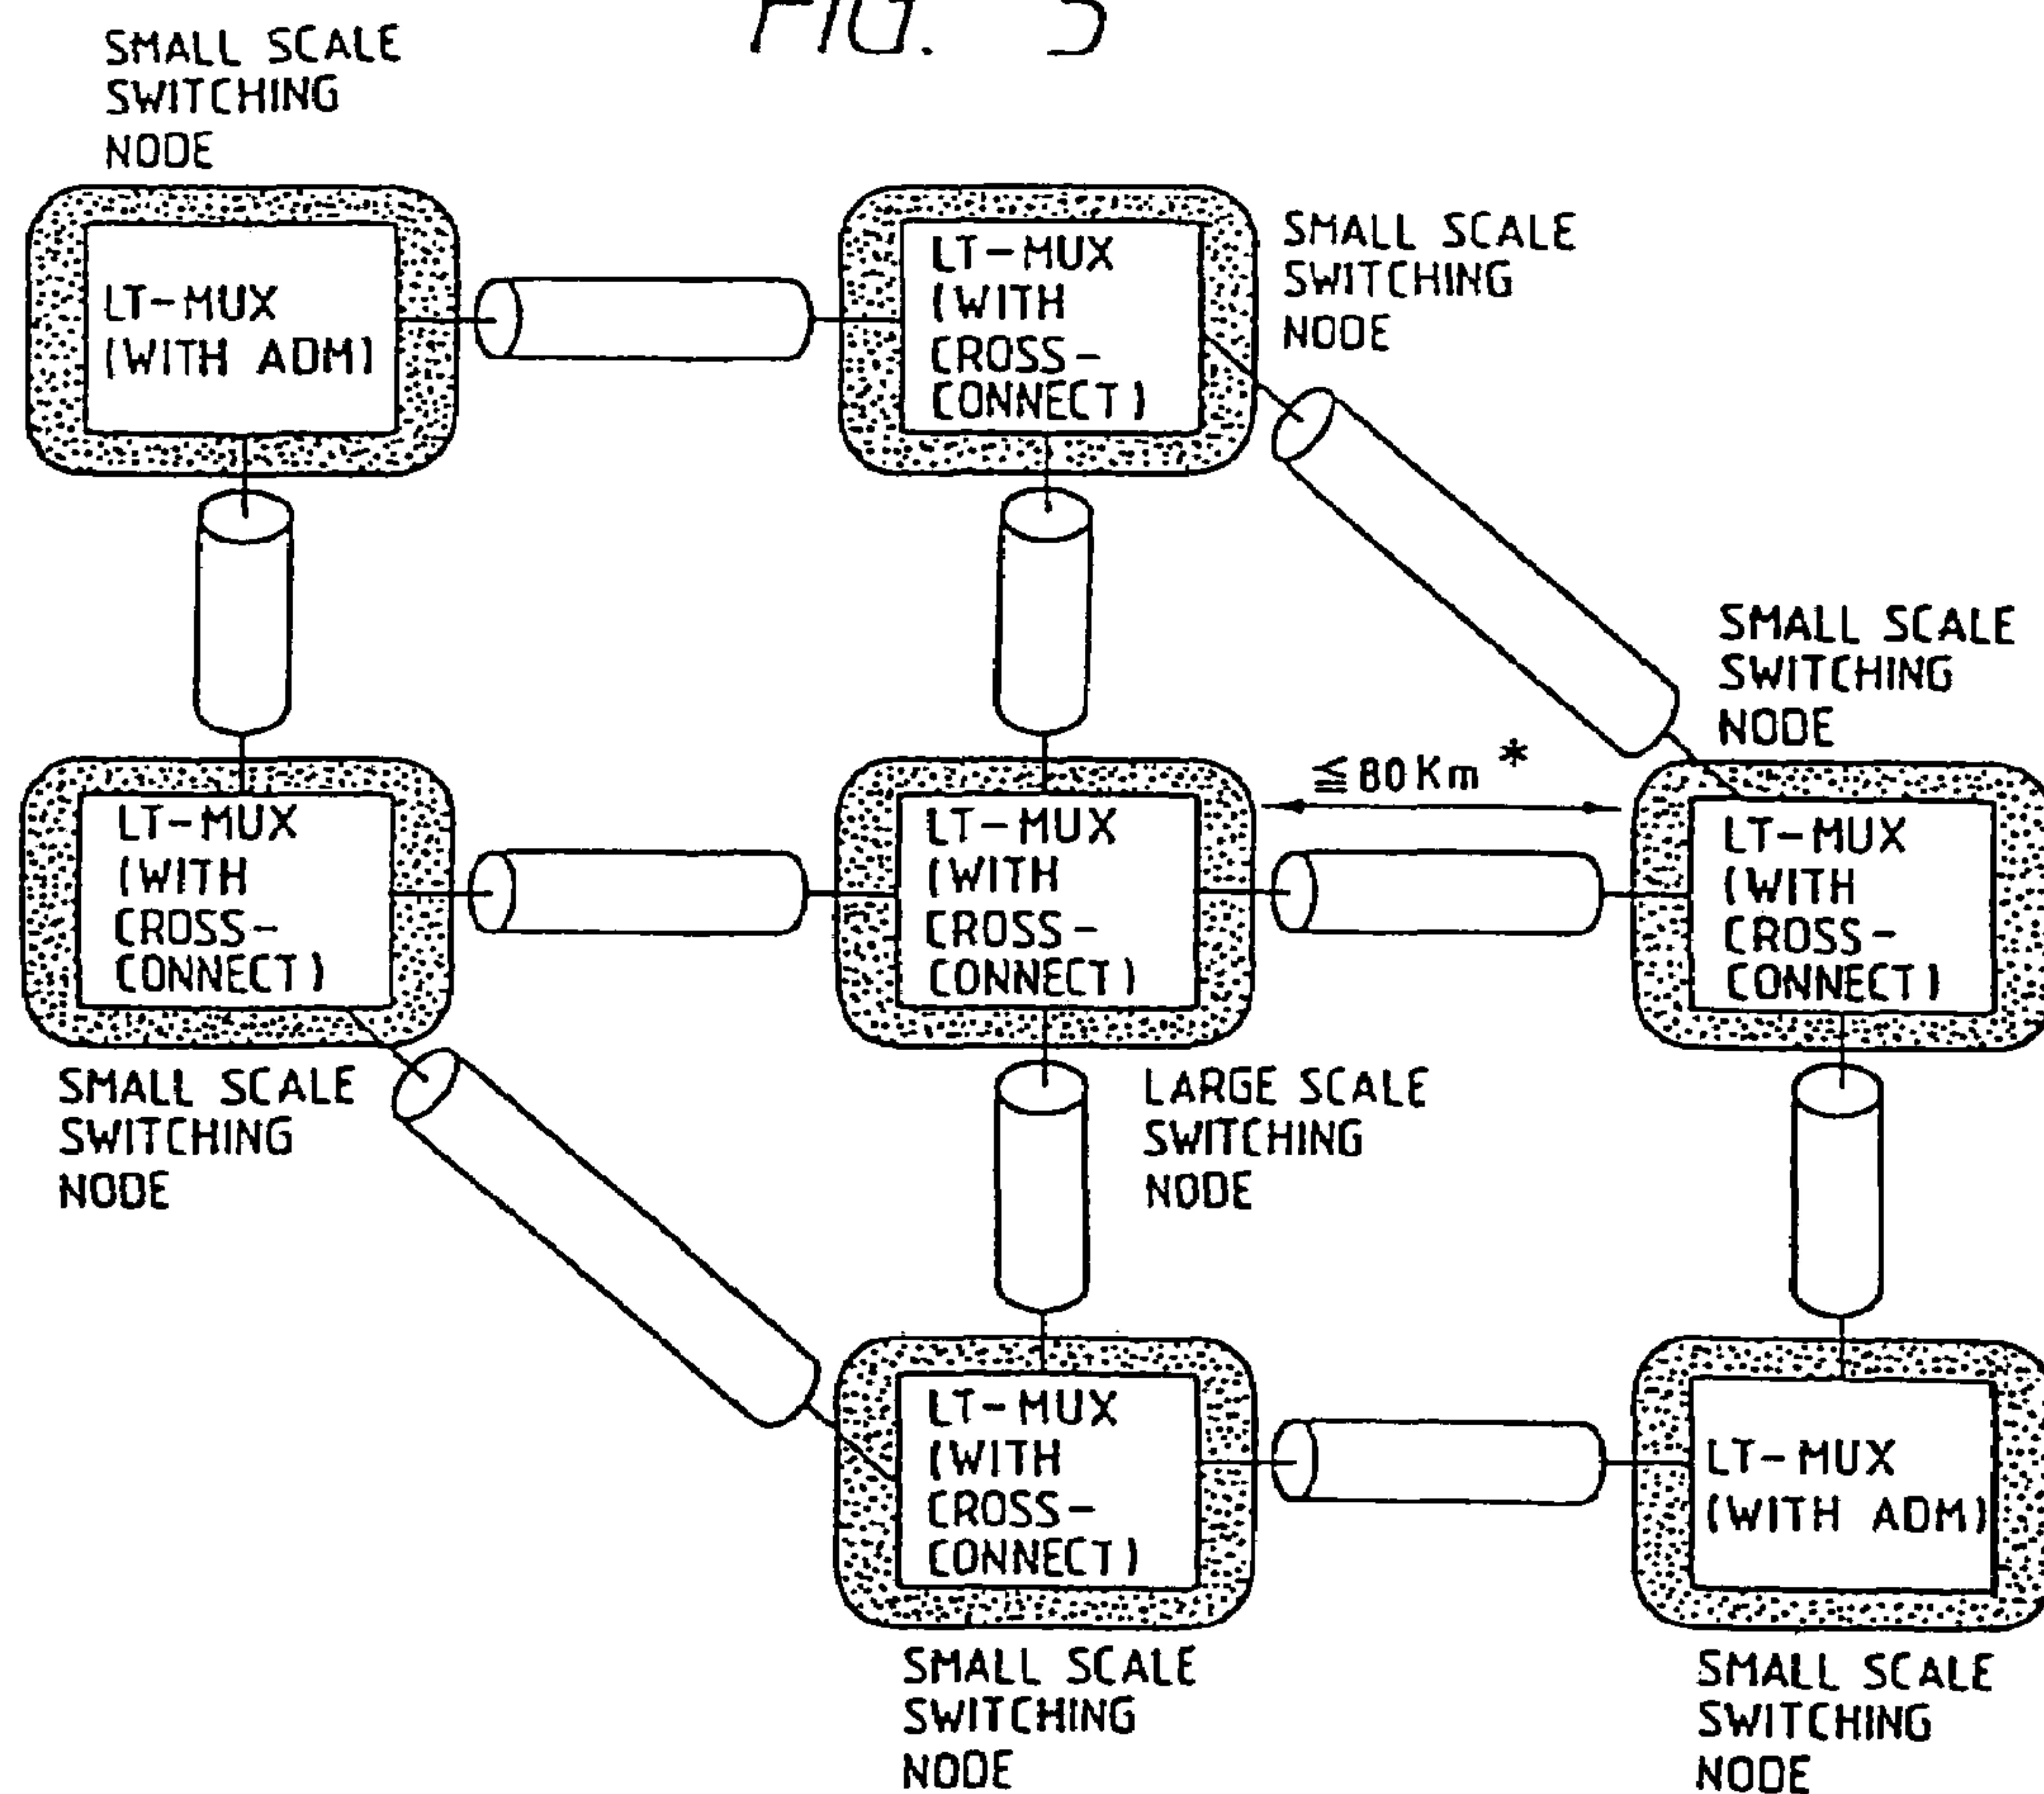 FIG. 3
SMALL SCALE
SWITCHING
NODE
LT-MUX
(WITH ADM)
LT-MUX
(WITH
CROSS-
CONNECT)
SMALL SCALE
SWITCHING
NODE
SMALL SCALE
SWITCHING
NODE
≦80Km *
LT-MUX
(WITH
CROSS-
CONNECT)
LT-MUX
(WITH
CROSS-
CONNECT)
LT-MUX
(WITH
CROSS-
CONNECT)
SMALL SCALE
SWITCHING
NODE
LARGE SCALE
SWITCHING
NODE
LT-MUX
(WITH
CROSS-
CONNECT)
LT-MUX
(WITH ADM)
SMALL SCALE
SWITCHING
NODE
SMALL SCALE
SWITCHING
NODE